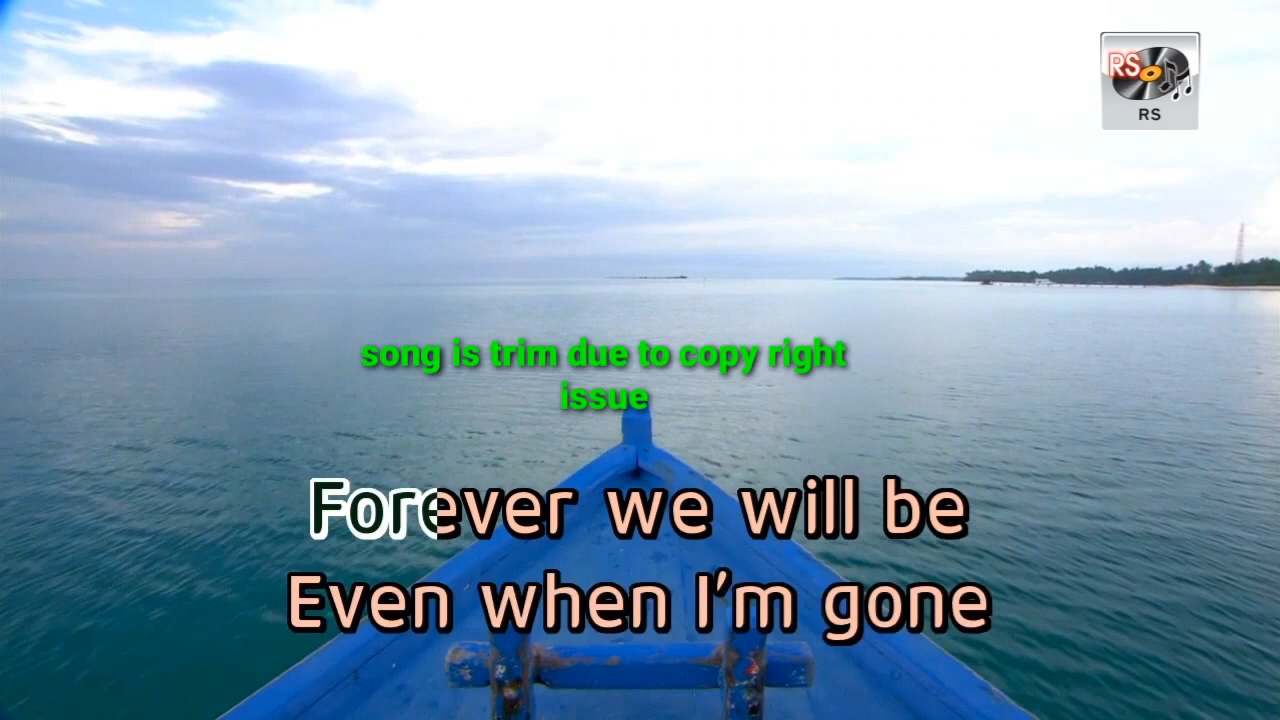 RS
RS
song is trim due to copy right
issue
Forever we will be
Even when I'm gone